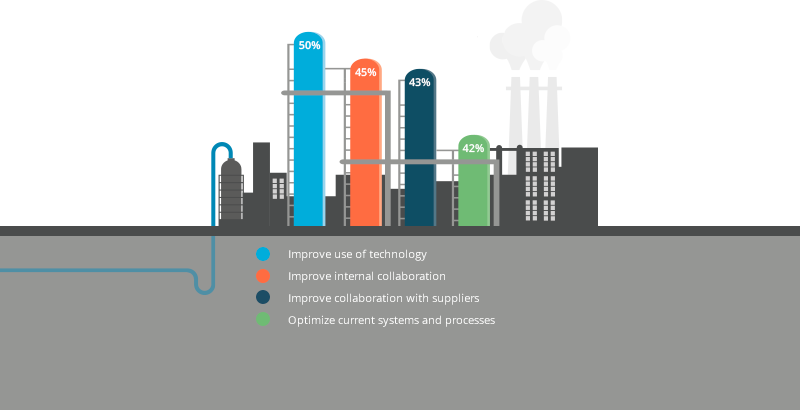 50%
45%
43%
42%
Improve use of technology
Improve internal collaboration
Improve collaboration with suppliers
Optimize current systems and processes